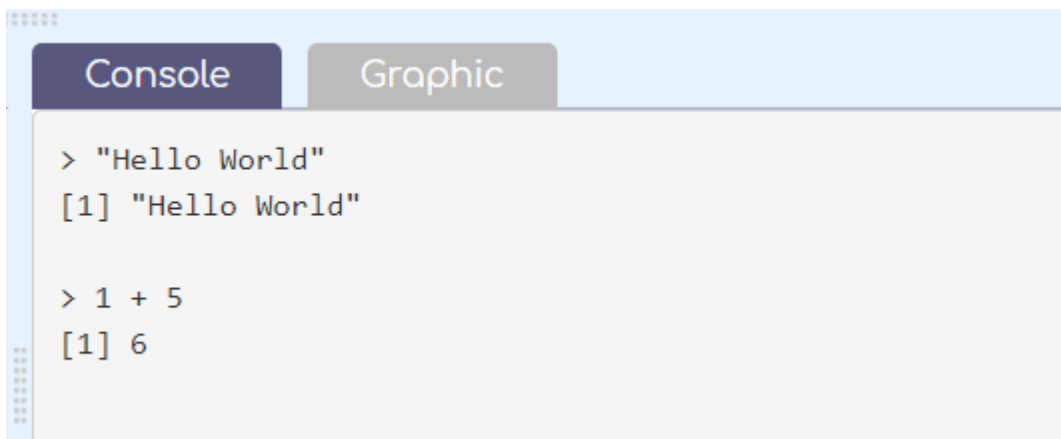 Console Graphic
> "Hello World"
[1] "Hello World"
> 1 + 5
[1] 6